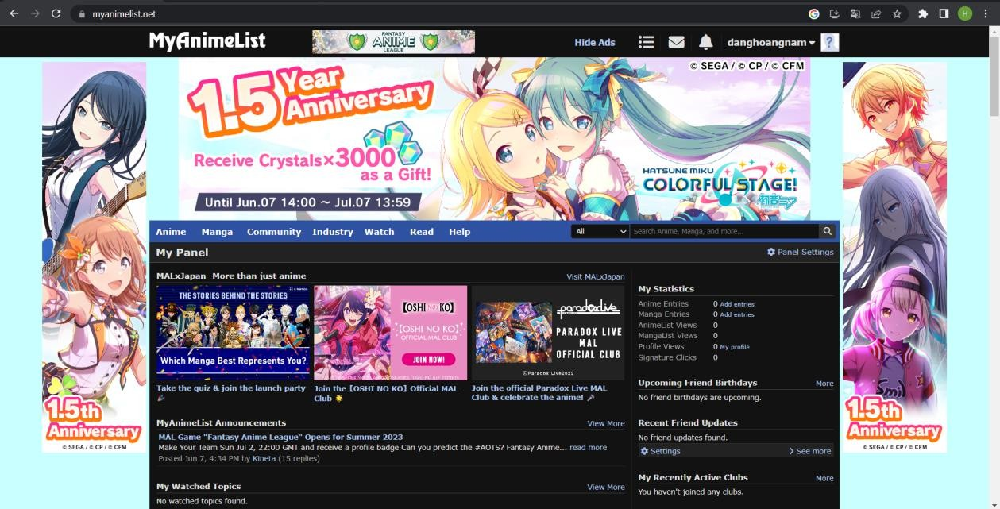 myanimelist.net
H
MyAnimeList
FANTASY
ANIME
LEAGUE
Hide Ads
danghoangnam
?
© SEGA / © CP / © CFM
1.5 Year
Anniversary
Receive Crystals×3000
as a Gift!
Until Jun.07 14:00 ~ Jul.07 13:59
HATSUNE MIKU
COLORFUL STAGE!
初音ミク
Anime Manga Community Industry Watch Read Help
All
Search Anime, Manga, and more...
My Panel
Panel Settings
MALxJapan -More than just anime-
Visit MALxJapan
THE STORIES BEHIND THE STORIES
Which Manga Best Represents You?
【OSHI NO KO】
【OSHI NO KO】
OFFICIAL MAL CLUB
JOIN NOW!
paradoxLive
PARADOX LIVE
MAL
OFFICIAL CLUB
©Paradox Live2022
Take the quiz & join the launch party
🎉
Join the【OSHI NO KO】Official MAL
Club 🌟
Join the official Paradox Live MAL
Club & celebrate the anime! 🎤
MyAnimeList Announcements
View More
MAL Game "Fantasy Anime League" Opens for Summer 2023
Make Your Team Sun Jul 2, 22:00 GMT and receive a profile badge Can you predict the #AOTS? Fantasy Anime... read more
Posted Jun 7, 4:34 PM by Kineta (15 replies)
My Watched Topics
View More
No watched topics found.
My Statistics
Anime Entries 0 Add entries
Manga Entries 0 Add entries
AnimeList Views 0
MangaList Views 0
Profile Views 0 My profile
Signature Clicks 0
Upcoming Friend Birthdays
More
No friend birthdays are upcoming.
Recent Friend Updates
No friend updates found.
Settings
See more
My Recently Active Clubs
More
You haven't joined any clubs.
1.5th
Anniversary
© SEGA / © CP / © CFM
Smil
1.5th
Anniversary
© SEGA / © CP / © CFM